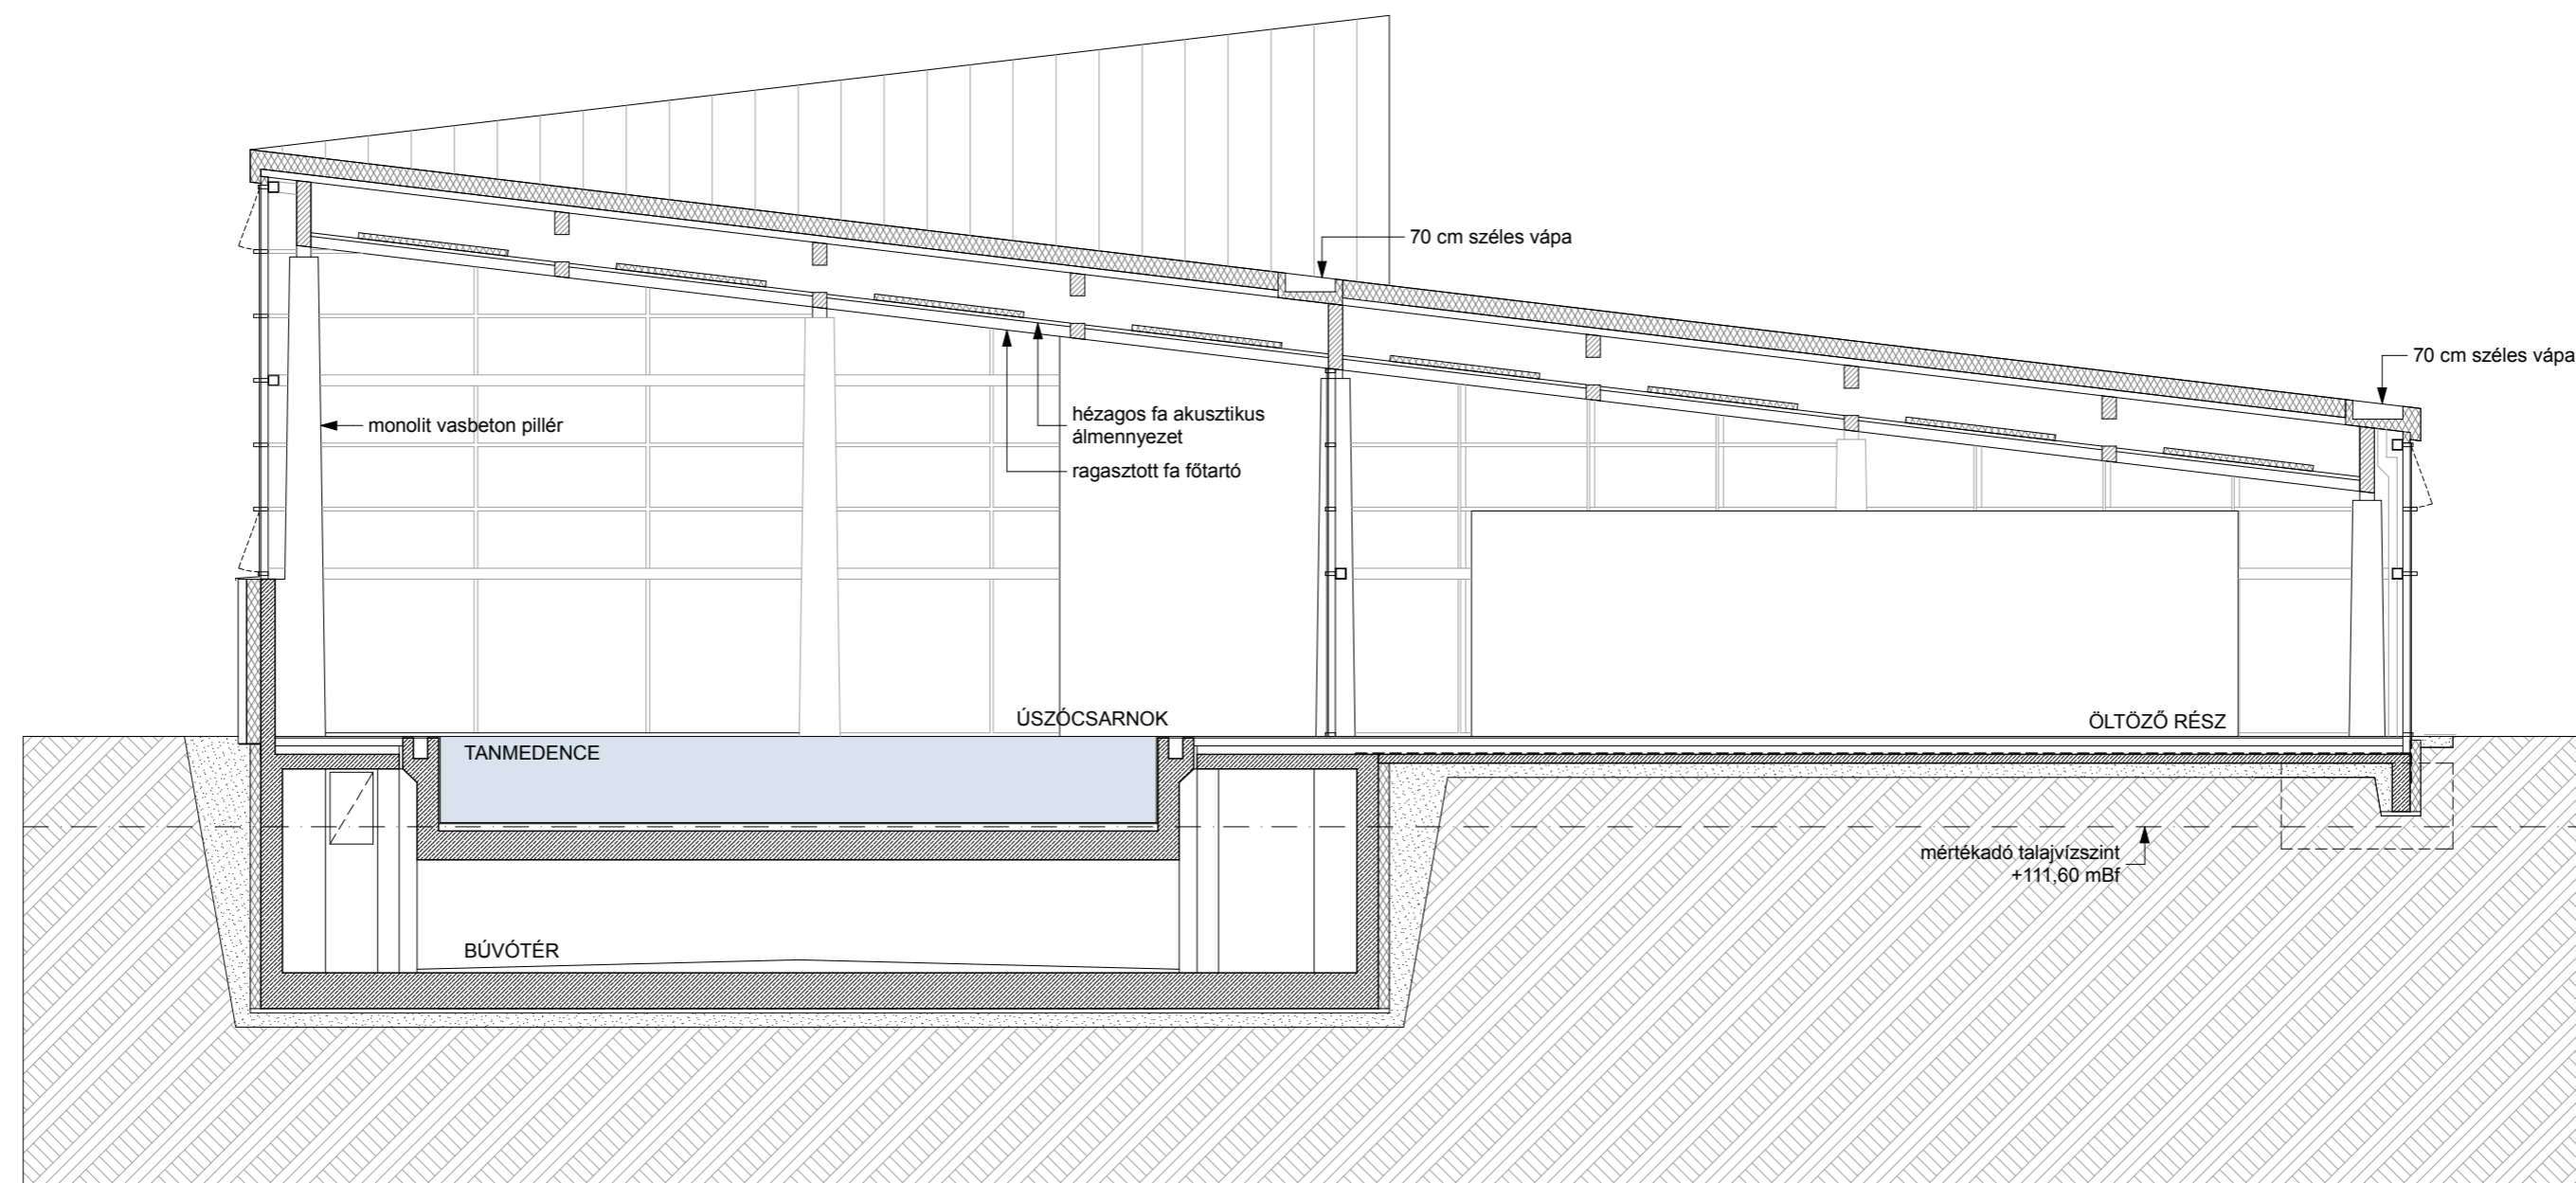 70 cm széles vápa
70 cm széles vápa
monolit vasbeton pillér
hézagos fa akusztikus
álmennyezet
ragasztott fa főtartó
ÚSZÓCSARNOK
ÖLTÖZŐ RÉSZ
TANMEDENCE
mértékadó talajvízszint
+111,60 mBf
BÚVÓTÉR